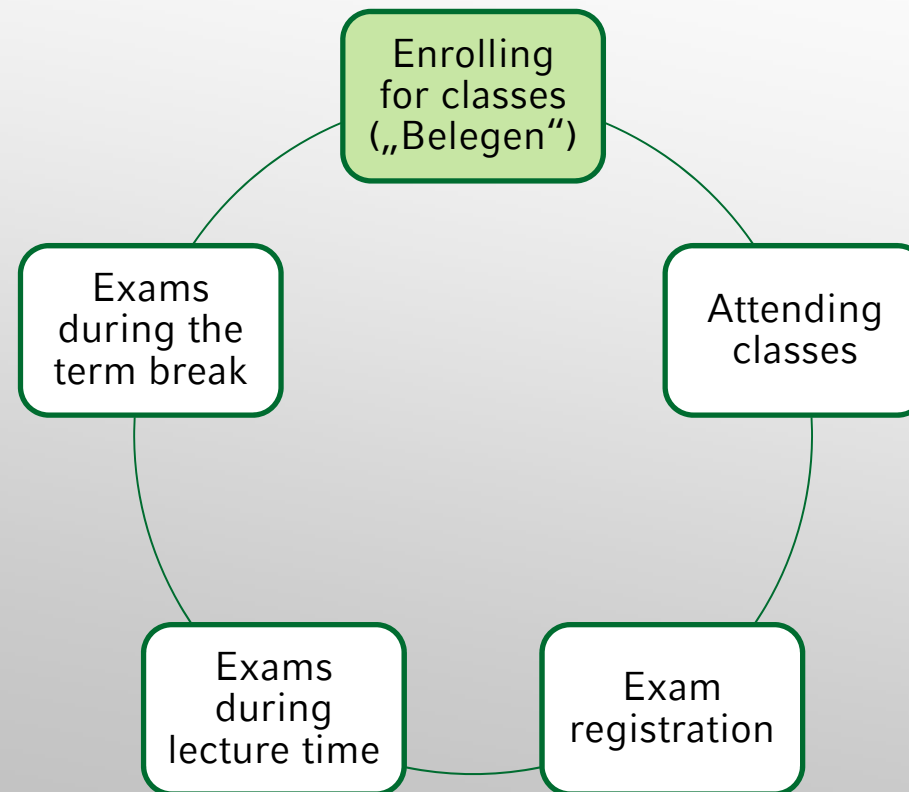 Enrolling
for classes
(„Belegen“)
Attending
classes
Exam
registration
Exams
during
lecture time
Exams
during the
term break